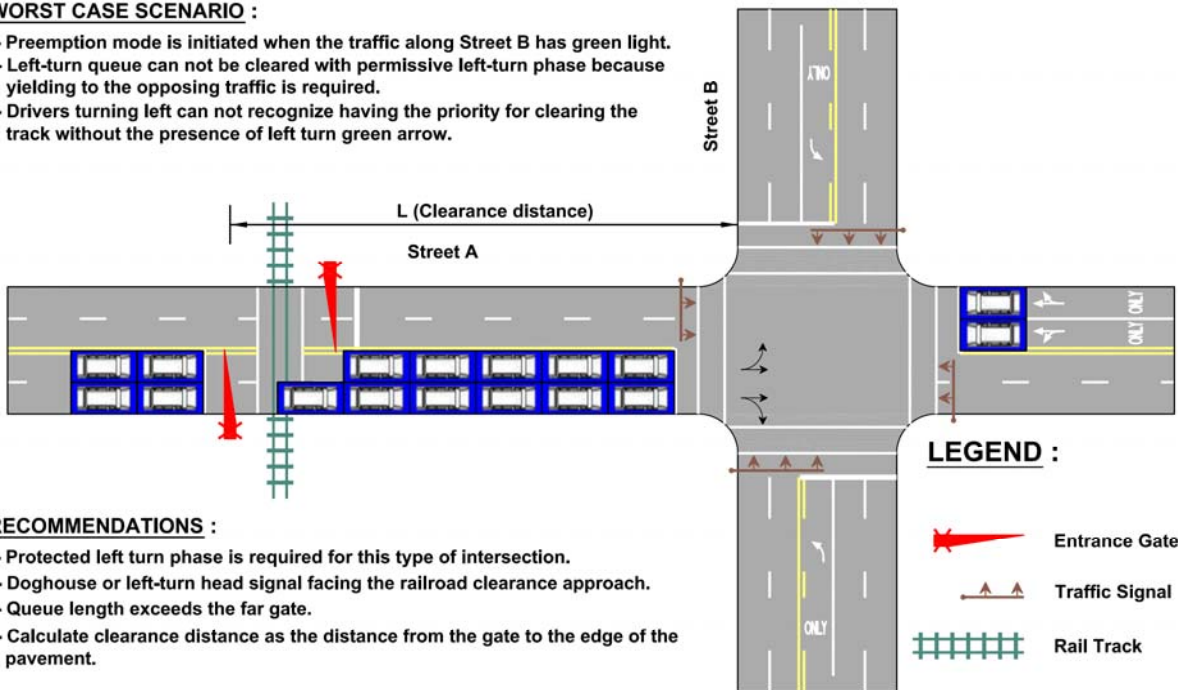 WORST CASE SCENARIO :
- Preemption mode is initiated when the traffic along Street B has green light.
- Left-turn queue can not be cleared with permissive left-turn phase because
yielding to the opposing traffic is required.
- Drivers turning left can not recognize having the priority for clearing the
track without the presence of left turn green arrow.
Street B
ONLY
L (Clearance distance)
Street A
ONLY
ONLY
LEGEND :
Entrance Gate
Traffic Signal
Rail Track
ONLY
RECOMMENDATIONS :
- Protected left turn phase is required for this type of intersection.
- Doghouse or left-turn head signal facing the railroad clearance approach.
- Queue length exceeds the far gate.
- Calculate clearance distance as the distance from the gate to the edge of the
pavement.